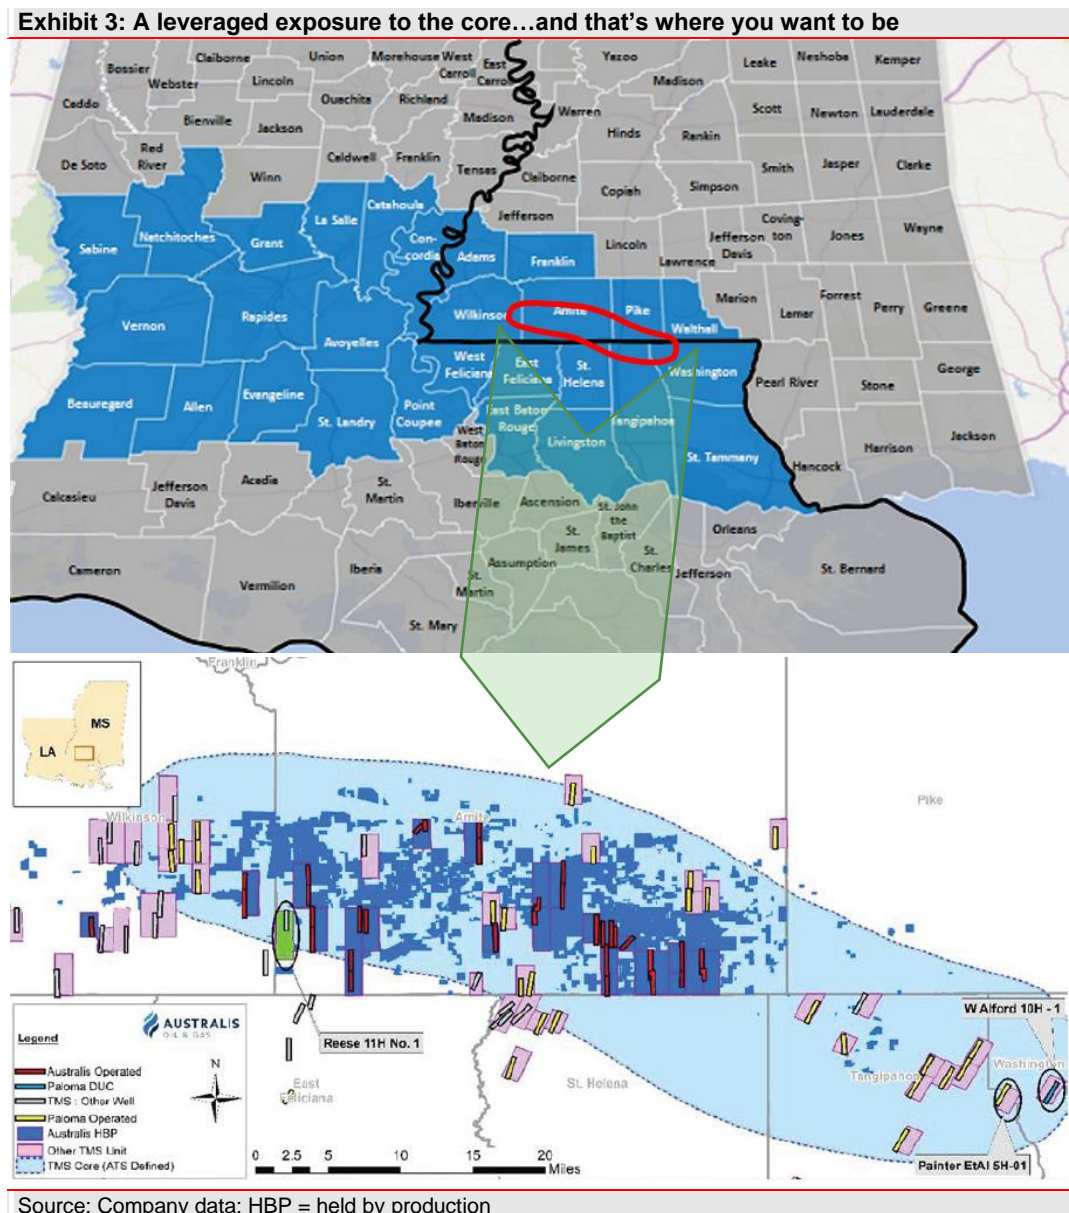 Exhibit 3: A leveraged exposure to the core…and that's where you want to be
Bossier
Claiborne
Union
Morehouse
West Carroll
East Carro
Yazoo
Leake
Neshoba
Kemper
Webster
Lincoln
Madison
Caddo
Ouachita
Richland
Madison
Warren
Scott
Newton
Lauderdale
Bienville
Jackson
Hinds
Rankin
De Soto
Red River
Winn
Caldwell
Franklin
Tensas
Claiborne
Copiah
Simpson
Smith
Jasper
Clarke
Sabine
Natchitoches
Grant
La Salle
Catahoula
Con-cordia
Adams
Jefferson
Franklin
Lincoln
Lawrence
Jefferson Davis
Coving-ton
Jones
Wayne
Vernon
Rapides
Avoyelles
Wilkinson
Amite
Pike
Walthall
Marion
Lamar
Forrest
Perry
Greene
Beauregard
Allen
Evangeline
St. Landry
Point Coupee
West Feliciana
East Feliciana
St. Helena
Washington
Pearl River
Stone
George
East Baton Rouge
West Baton Rouge
Livingston
Tangipahoa
St. Tammany
Hancock
Harrison
Jackson
Calcasieu
Jefferson Davis
Acadia
St. Martin
Iberville
Ascension
St. John the Baptist
Orleans
St. James
Assumption
St. Charles
Jefferson
St. Bernard
Cameron
Vermilion
Iberia
St. Martin
St. Mary
Franklin
MS
LA
Wilkinson
Amite
Pike
W Alford 10H - 1
Reese 11H No. 1
Washington
Tangipahoa
St. Helena
East Feliciana
Painter EtAl 5H-01
AUSTRALIS
OIL & GAS
Legend
N
Australis Operated
Paloma DUC
TMS : Other Well
Paloma Operated
Australis HBP
Other TMS Unit
TMS Core (ATS Defined)
0 2.5 5 10 15 20
Miles
Source: Company data; HBP = held by production